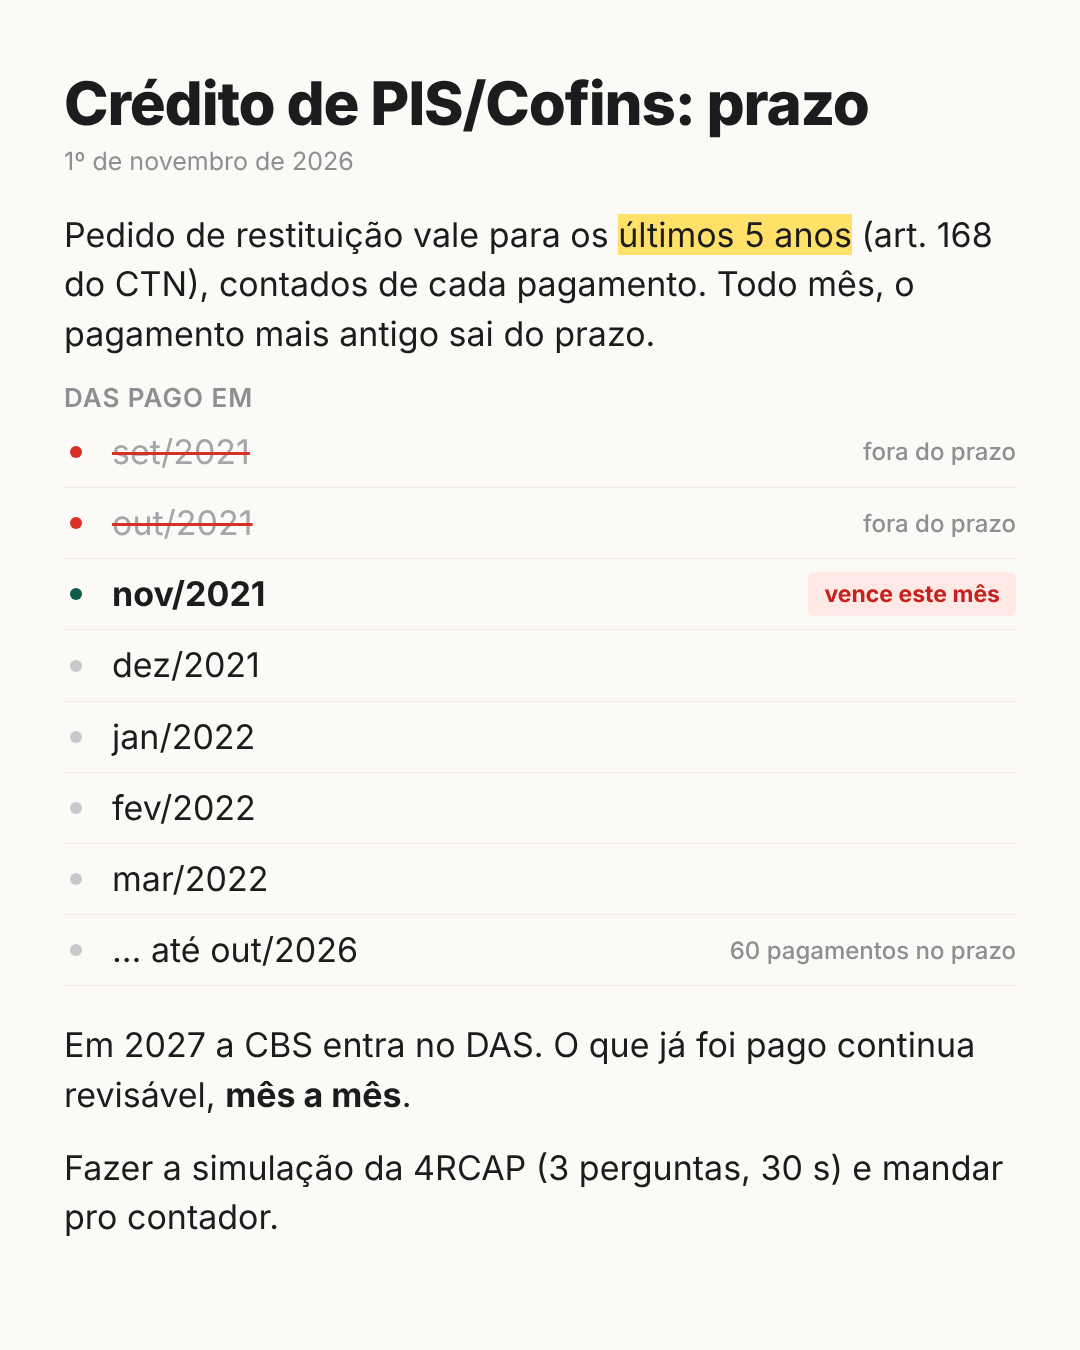 Crédito de PIS/Cofins: prazo
1º de novembro de 2026
Pedido de restituição vale para os últimos 5 anos (art. 168
do CTN), contados de cada pagamento. Todo mês, o
pagamento mais antigo sai do prazo.
DAS PAGO EM
set/2021 fora do prazo
out/2021 fora do prazo
nov/2021 vence este mês
dez/2021
jan/2022
fev/2022
mar/2022
... até out/2026 60 pagamentos no prazo
Em 2027 a CBS entra no DAS. O que já foi pago continua
revisável, mês a mês.
Fazer a simulação da 4RCAP (3 perguntas, 30 s) e mandar
pro contador.